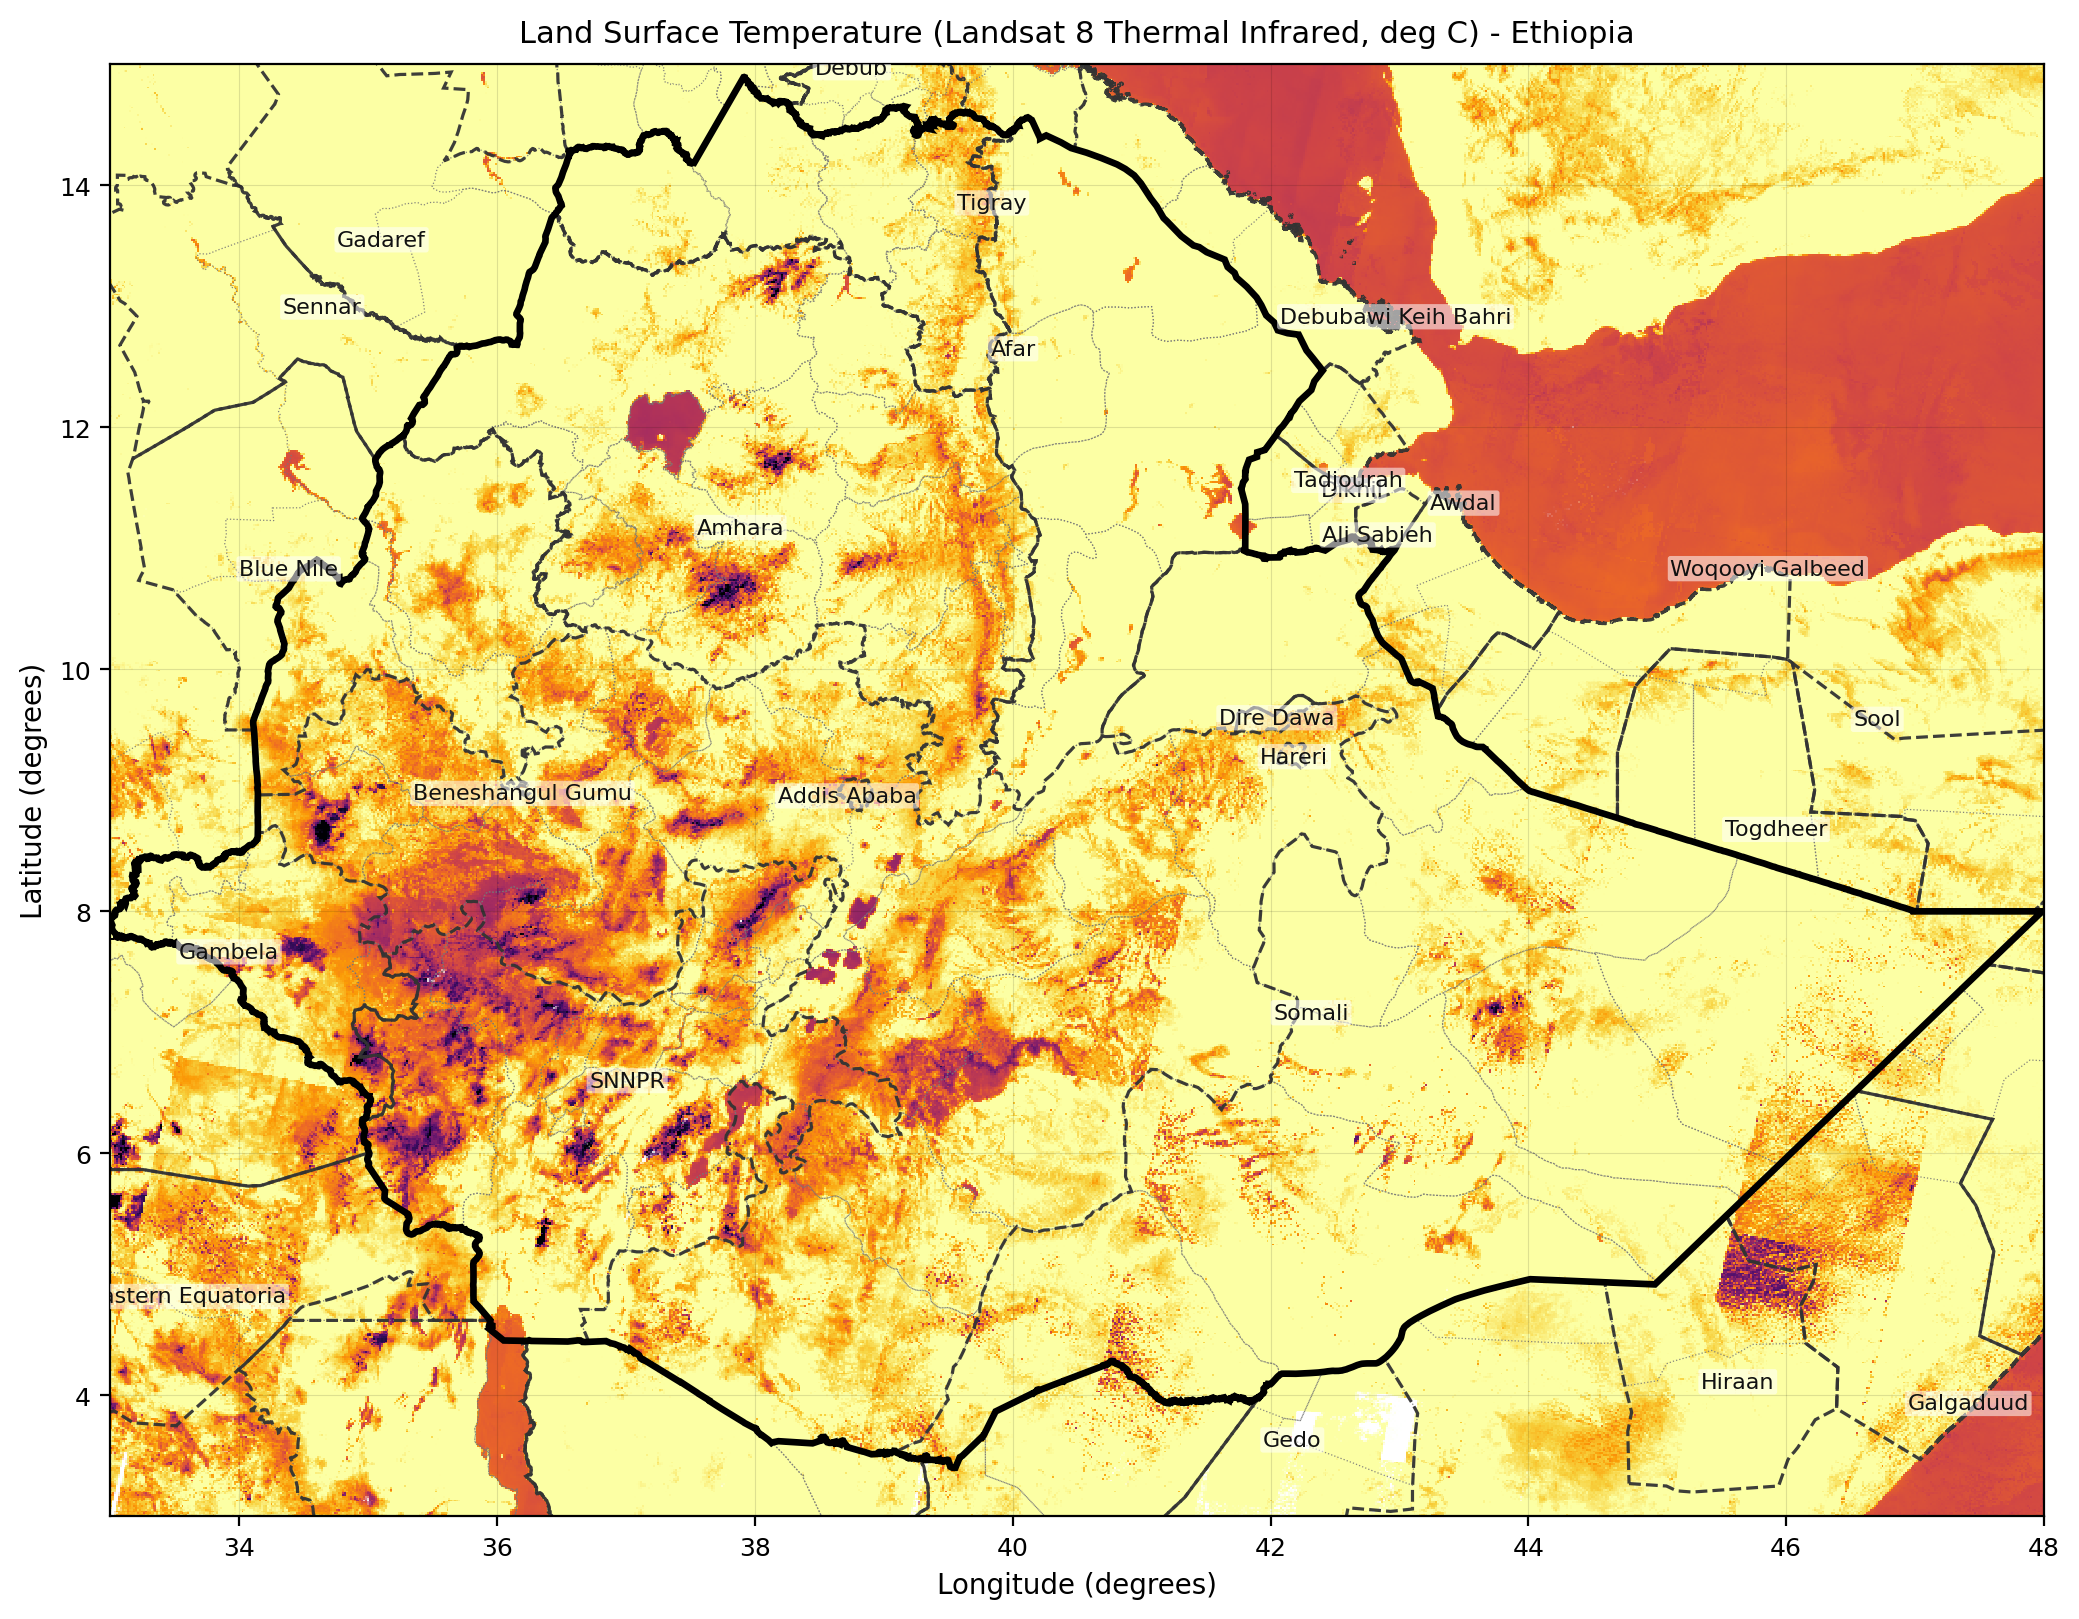 Land Surface Temperature (Landsat 8 Thermal Infrared, deg C) - Ethiopia
Debub
14
Tigray
Gadaref
Sennar
Debubawi Keih Bahri
Afar
12
Tadjourah
Dikhil
Awdal
Amhara
Ali Sabieh
Blue Nile
Woqooyi Galbeed
10
Dire Dawa
Sool
Hareri
Beneshangul Gumu
Addis Ababa
Togdheer
8
Gambela
Somali
SNNPR
6
stern Equatoria
Hiraan
4
Galgaduud
Gedo
34 36 38 40 42 44 46 48
Longitude (degrees)
Latitude (degrees)